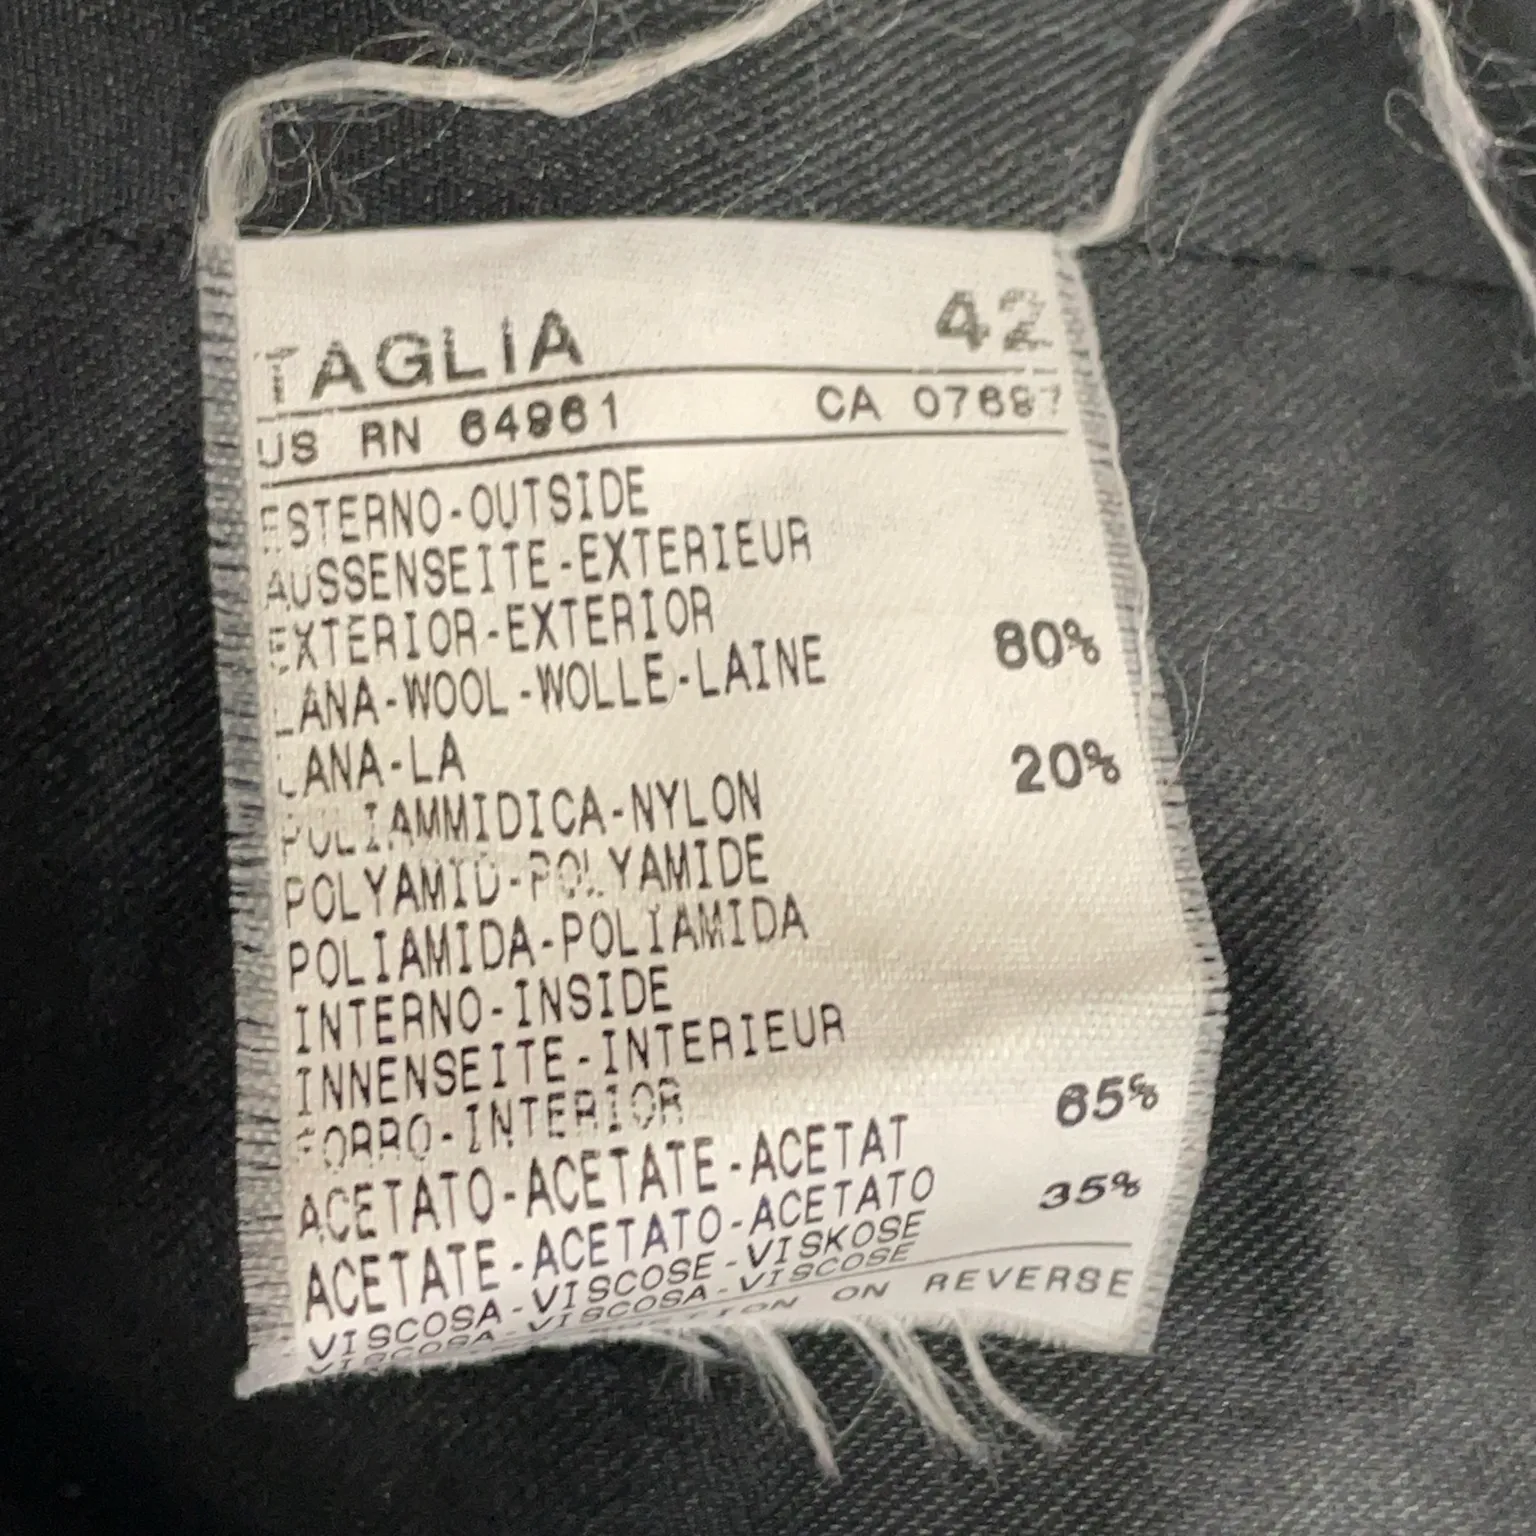 TAGLIA 42
US RN 64961 CA 07697
ESTERNO-OUTSIDE
AUSSENSEITE-EXTERIEUR
EXTERIOR-EXTERIOR
LANA-WOOL-WOLLE-LAINE 80%
LANA-LA
POLIAMMIDICA-NYLON 20%
POLYAMID-POLYAMIDE
POLIAMIDA-POLIAMIDA
INTERNO-INSIDE
INNENSEITE-INTERIEUR
FORRO-INTERIOR
ACETATO-ACETATE-ACETAT 65%
ACETATE-ACETATO-ACETATO
VISCOSA-VISCOSE-VISKOSE 35%
VISCOSA-VISCOSA-VISCOSE
ON REVERSE